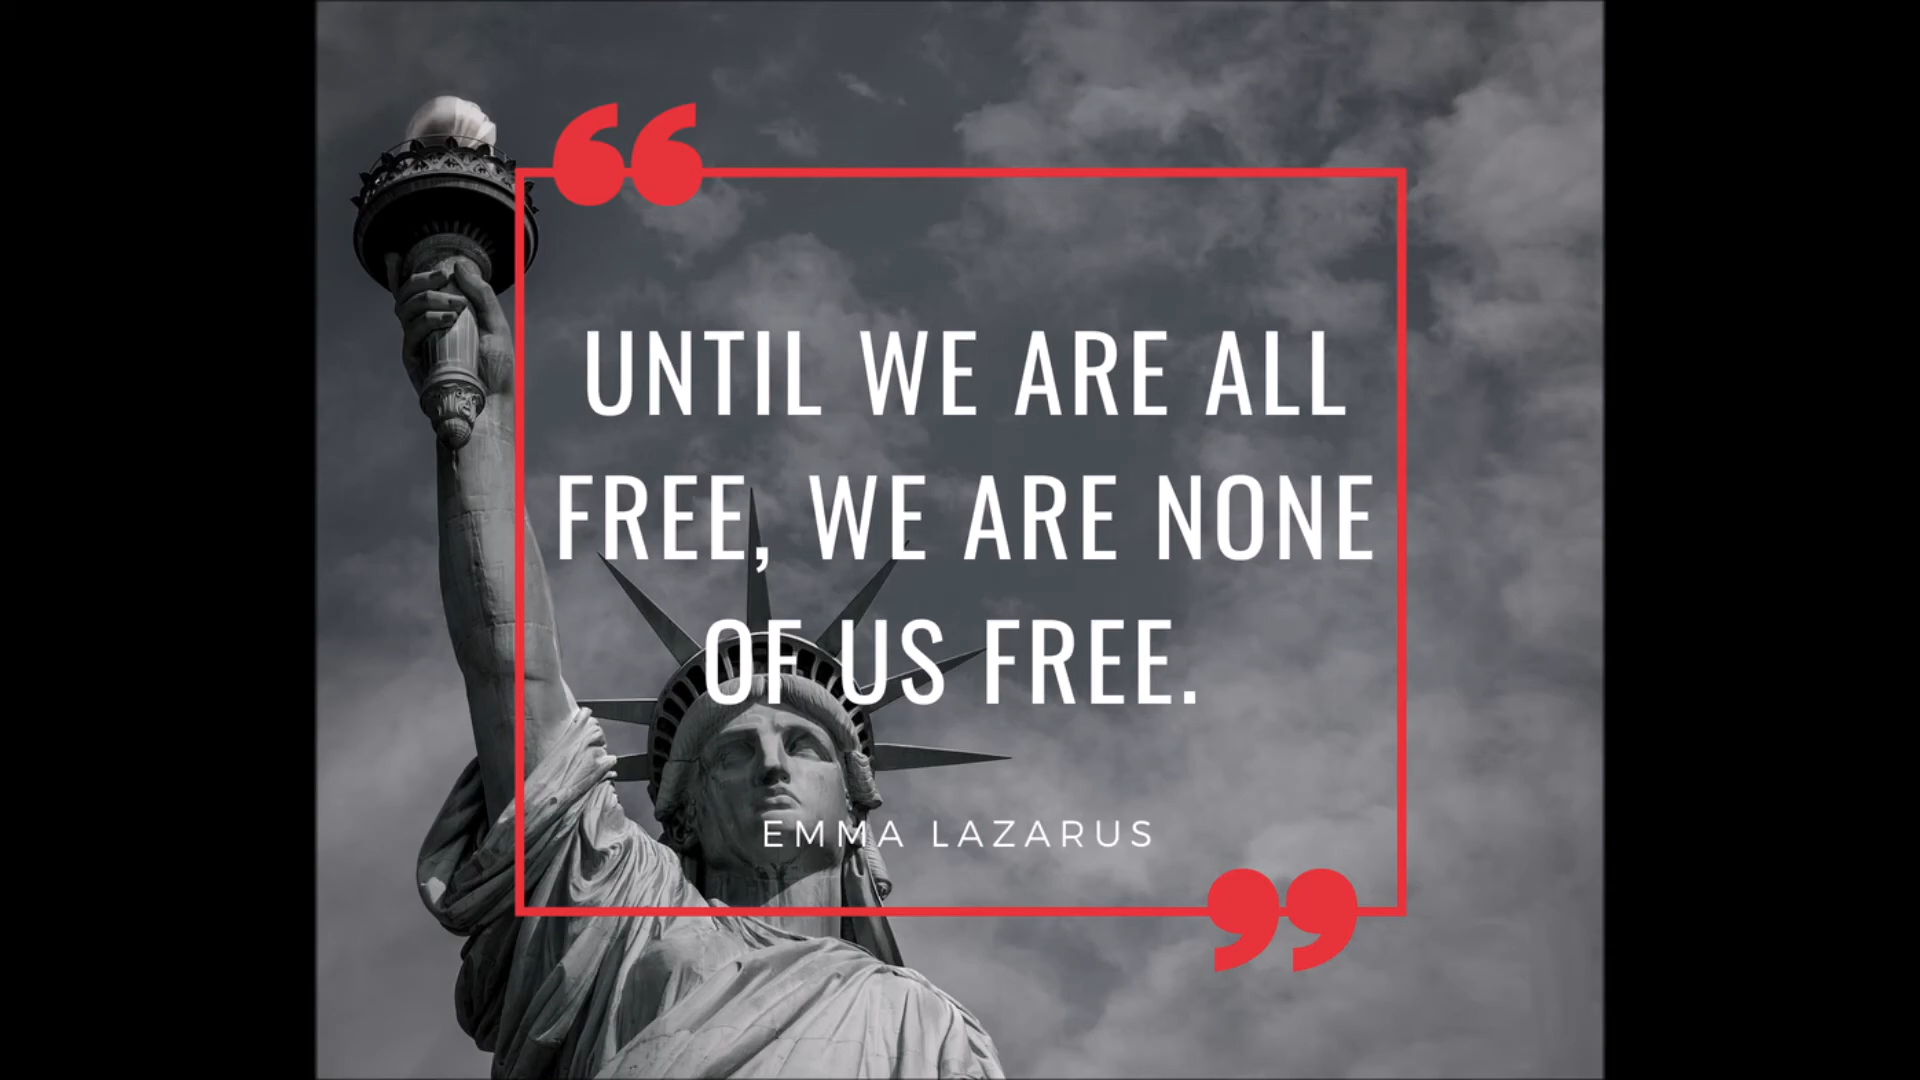 “
UNTIL WE ARE ALL
FREE, WE ARE NONE
OF US FREE.
EMMA LAZARUS
”